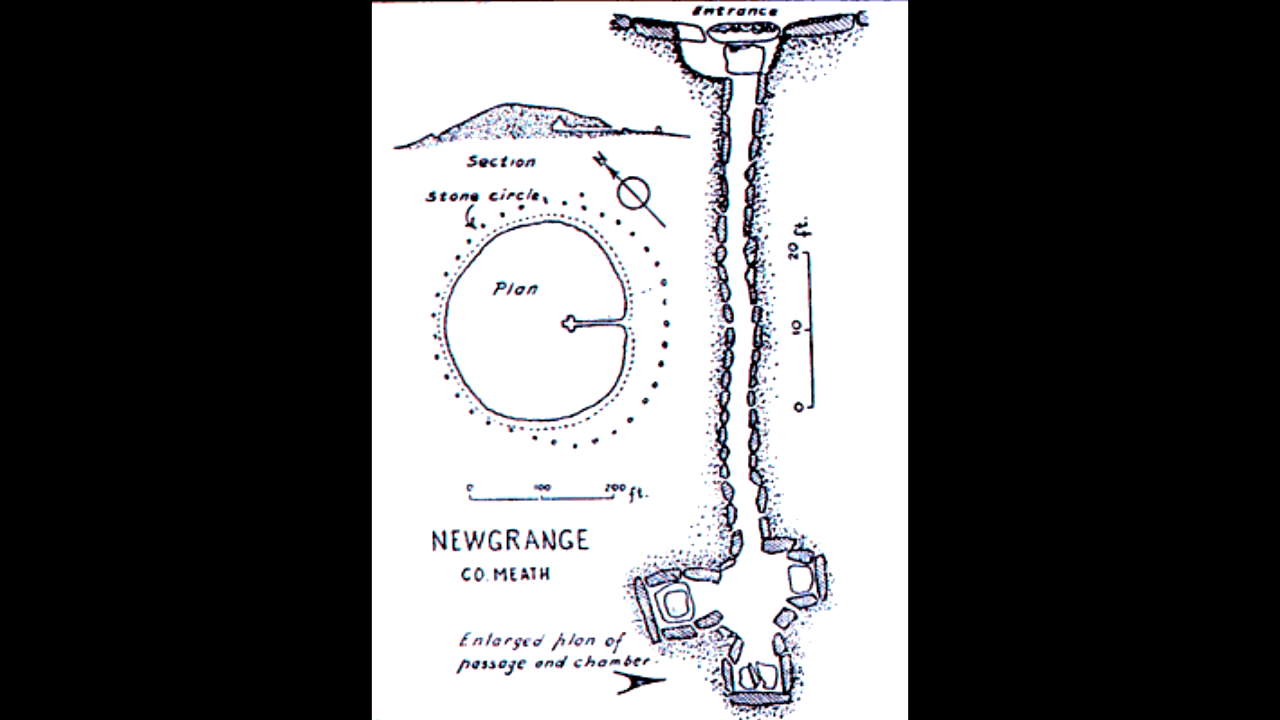 Entrance
Section
N
Stone circle
Plan
20 ft.
10
0
0 100 200 ft.
NEWGRANGE
CO. MEATH
Enlarged plan of
passage and chamber